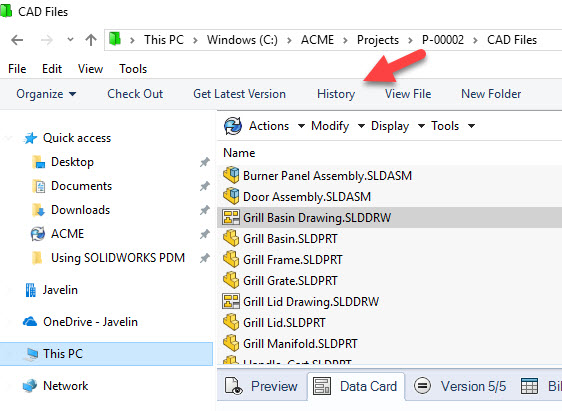 CAD Files
This PC > Windows (C:) > ACME > Projects > P-00002 > CAD Files
File Edit View Tools
Organize Check Out Get Latest Version History View File New Folder
Quick access
Desktop
Documents
Downloads
ACME
Using SOLIDWORKS PDM
Javelin
OneDrive - Javelin
This PC
Network
Actions Modify Display Tools
Name
Burner Panel Assembly.SLDASM
Door Assembly.SLDASM
Grill Basin Drawing.SLDDRW
Grill Basin.SLDPRT
Grill Frame.SLDPRT
Grill Grate.SLDPRT
Grill Lid Drawing.SLDDRW
Grill Lid.SLDPRT
Grill Manifold.SLDPRT
Handle_Cart.SLDPRT
Preview Data Card Version 5/5 Bil